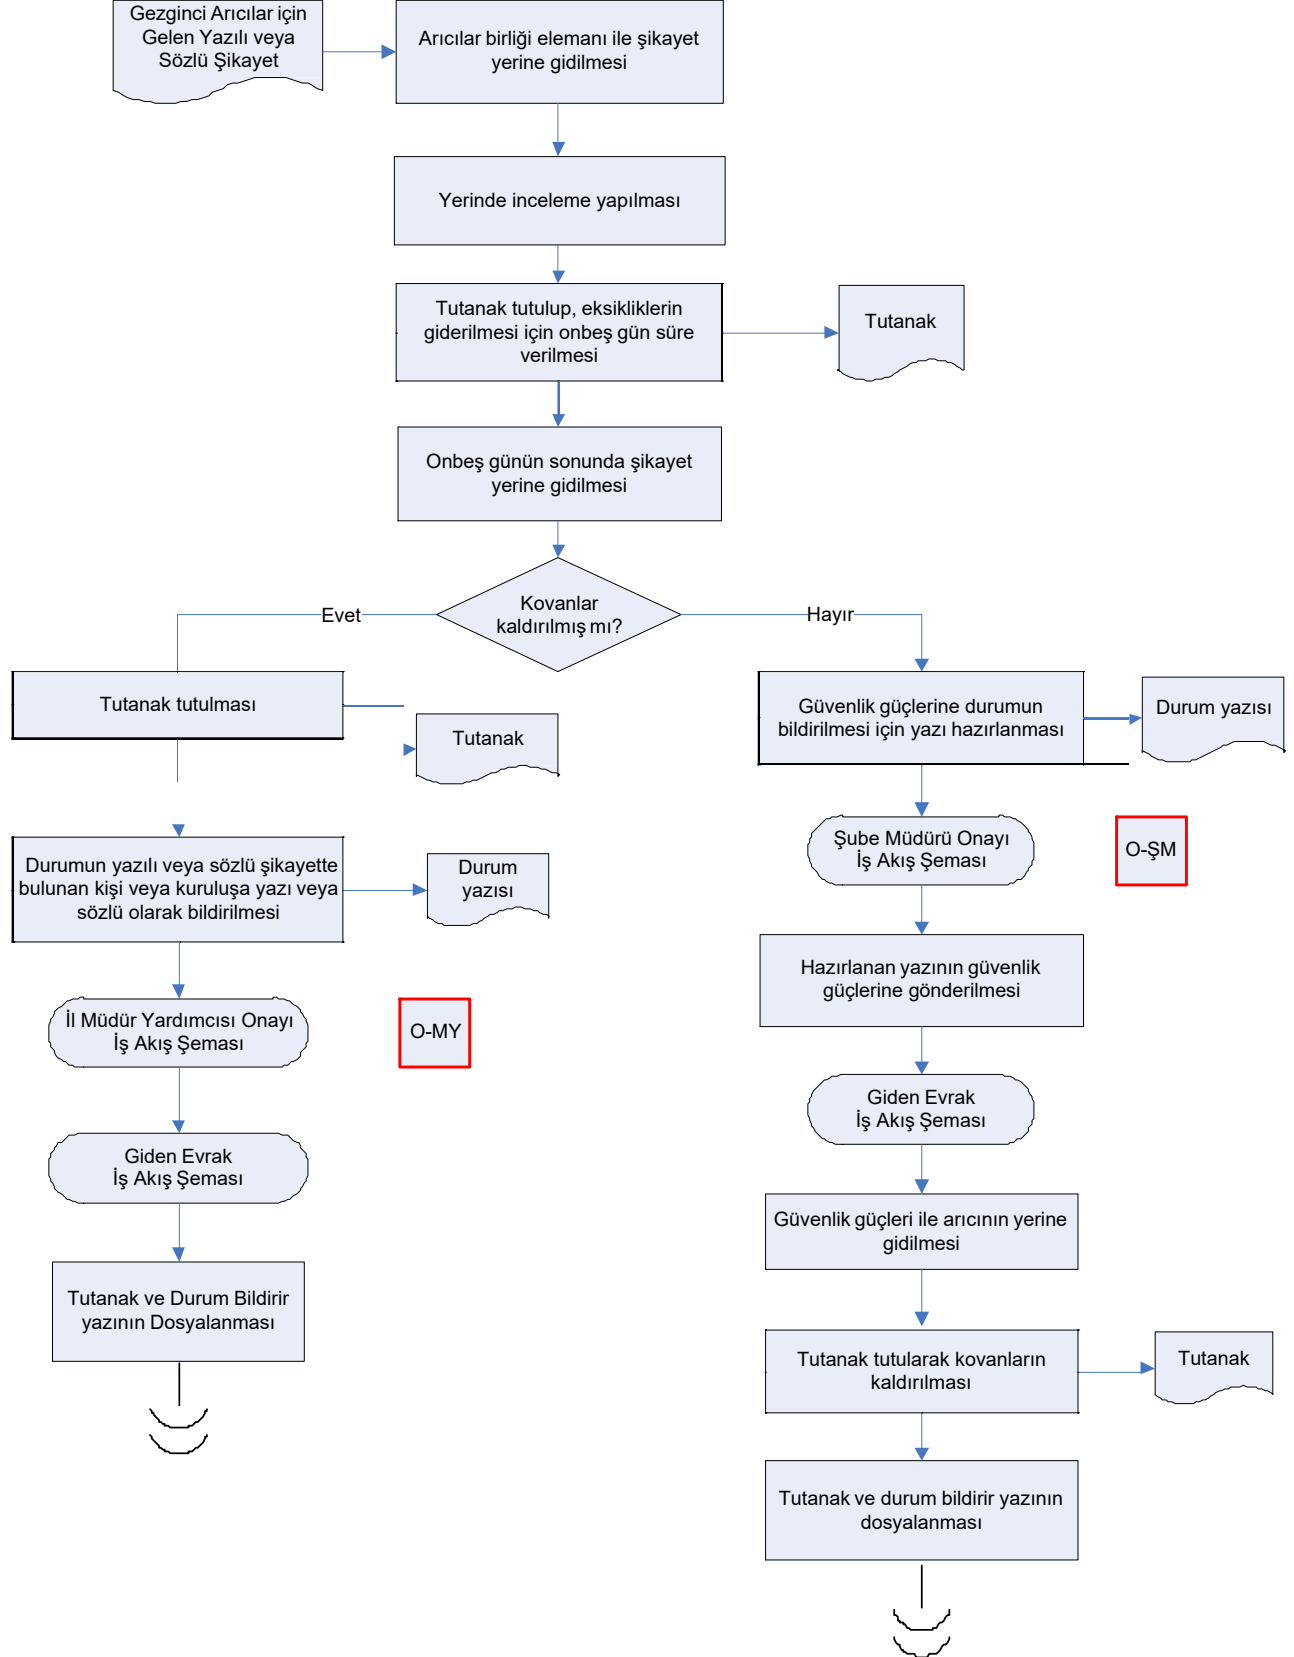 Gezginci Arıcılar için
Gelen Yazılı veya
Sözlü Şikayet
Arıcılar birliği elemanı ile şikayet
yerine gidilmesi
Yerinde inceleme yapılması
Tutanak tutulup, eksikliklerin
giderilmesi için onbeş gün süre
verilmesi
Tutanak
Onbeş günün sonunda şikayet
yerine gidilmesi
Kovanlar
kaldırılmış mı?
Evet
Hayır
Tutanak tutulması
Tutanak
Durumun yazılı veya sözlü şikayette
bulunan kişi veya kuruluşa yazı veya
sözlü olarak bildirilmesi
Durum
yazısı
İl Müdür Yardımcısı Onayı
İş Akış Şeması
O-MY
Giden Evrak
İş Akış Şeması
Tutanak ve Durum Bildirir
yazının Dosyalanması
Güvenlik güçlerine durumun
bildirilmesi için yazı hazırlanması
Durum yazısı
Şube Müdürü Onayı
İş Akış Şeması
O-ŞM
Hazırlanan yazının güvenlik
güçlerine gönderilmesi
Giden Evrak
İş Akış Şeması
Güvenlik güçleri ile arıcının yerine
gidilmesi
Tutanak tutularak kovanların
kaldırılması
Tutanak
Tutanak ve durum bildirir yazının
dosyalanması